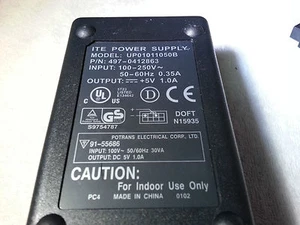 ITE POWER SUPPLY
MODEL: UP01011050B
P/N: 497-0412863
INPUT: 100-250V~
50-60Hz 0.35A
OUTPUT: +5V 1.0A
LISTED
GS
DOFT
N15935
S9754787
POTRANS ELECTRICAL CORP. LTD.
91-55686
INPUT: 100V~ 50/60Hz 30VA
OUTPUT: DC 5V 1.0A
CAUTION:
For Indoor Use Only
PC4 MADE IN CHINA 0102